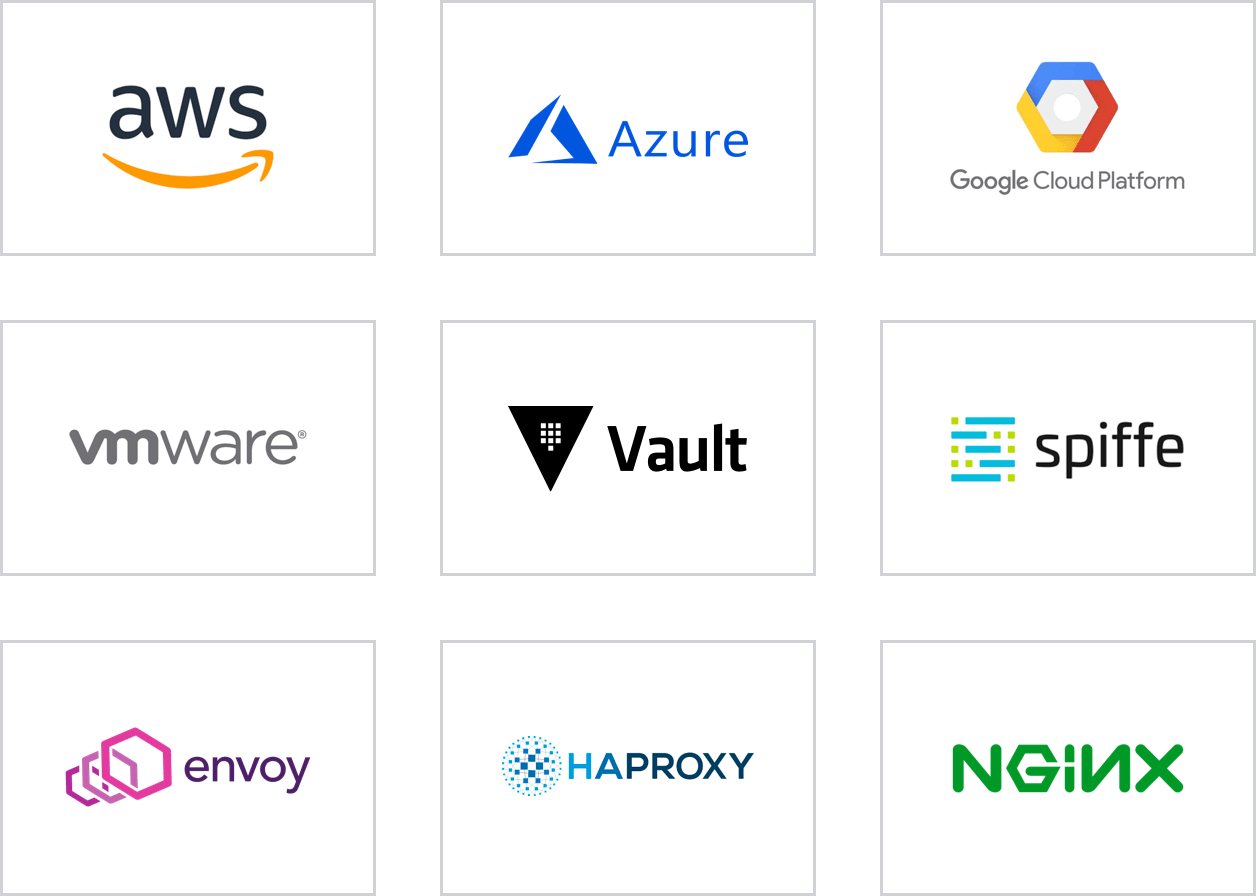 aws
Azure
Google Cloud Platform
vmware®
Vault
spiffe
envoy
HAPROXY
NGiNX